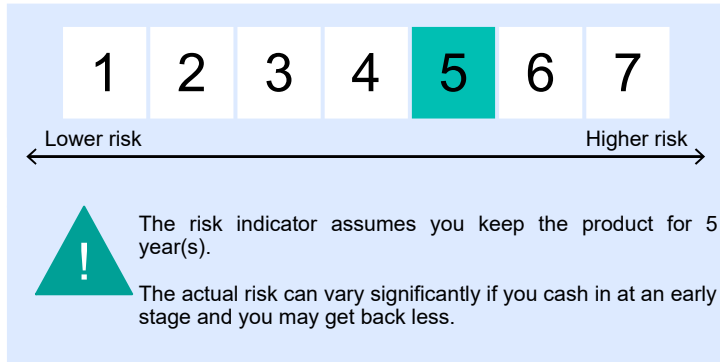 1 2 3 4 5 6 7
Lower risk Higher risk
The risk indicator assumes you keep the product for 5
year(s).
!
The actual risk can vary significantly if you cash in at an early
stage and you may get back less.